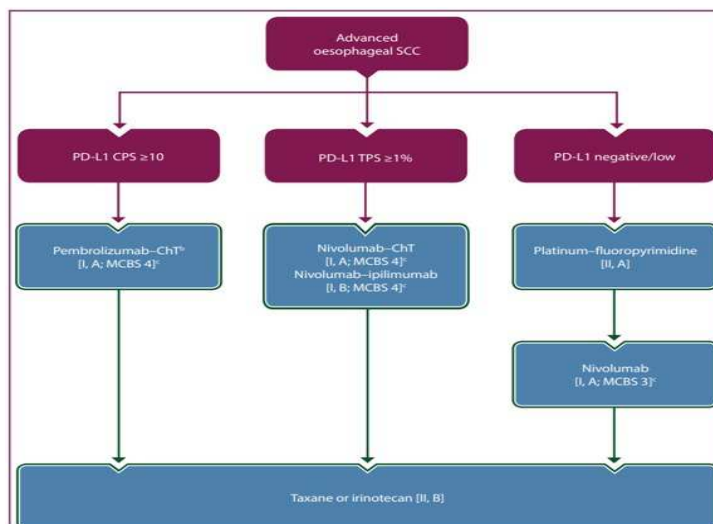 Advanced
oesophageal SCC
PD-L1 CPS ≥10
PD-L1 TPS ≥1%
PD-L1 negative/low
Pembrolizumab–ChTᵇ
[I, A; MCBS 4]ᶜ
Nivolumab–ChT
[I, A; MCBS 4]ᶜ
Nivolumab–ipilimumab
[I, B; MCBS 4]ᶜ
Platinum–fluoropyrimidine
[II, A]
Nivolumab
[I, A; MCBS 3]ᶜ
Taxane or irinotecan [II, B]